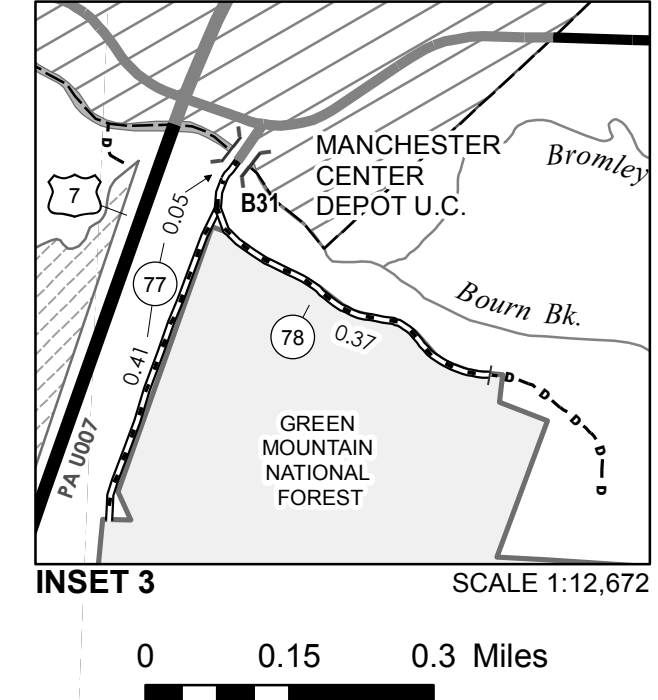 MANCHESTER
CENTER
DEPOT U.C.
Bromley
D
7
0.05
B31
77
Bourn Bk.
78
0.37
0.41
D
D
D
D
D
GREEN
MOUNTAIN
NATIONAL
FOREST
PA U007
INSET 3
SCALE 1:12,672
0 0.15 0.3 Miles